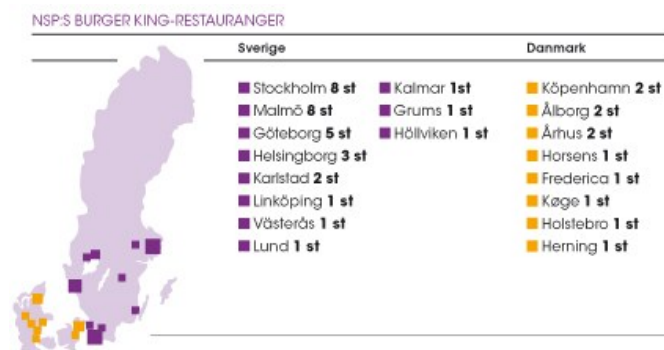 NSP:S BURGER KING-RESTAURANGER
Sverige
Stockholm 8 st
Malmö 8 st
Göteborg 5 st
Helsingborg 3 st
Karlstad 2 st
Linköping 1 st
Västerås 1 st
Lund 1 st
Kalmar 1st
Grums 1 st
Höllviken 1 st
Danmark
Köpenhamn 2 st
Ålborg 2 st
Århus 2 st
Horsens 1 st
Frederica 1 st
Køge 1 st
Holstebro 1 st
Herning 1 st